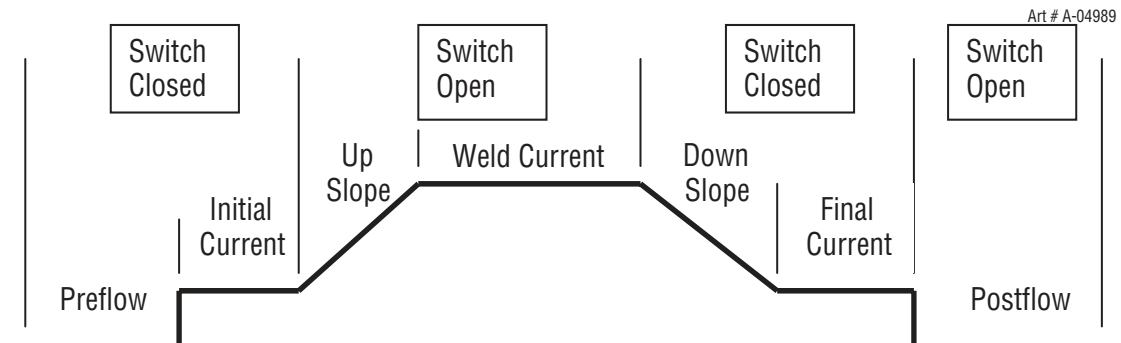 Art # A-04989
Switch
Closed
Switch
Open
Switch
Closed
Switch
Open
Up
Slope
Weld Current
Down
Slope
Initial
Current
Final
Current
Preflow
Postflow